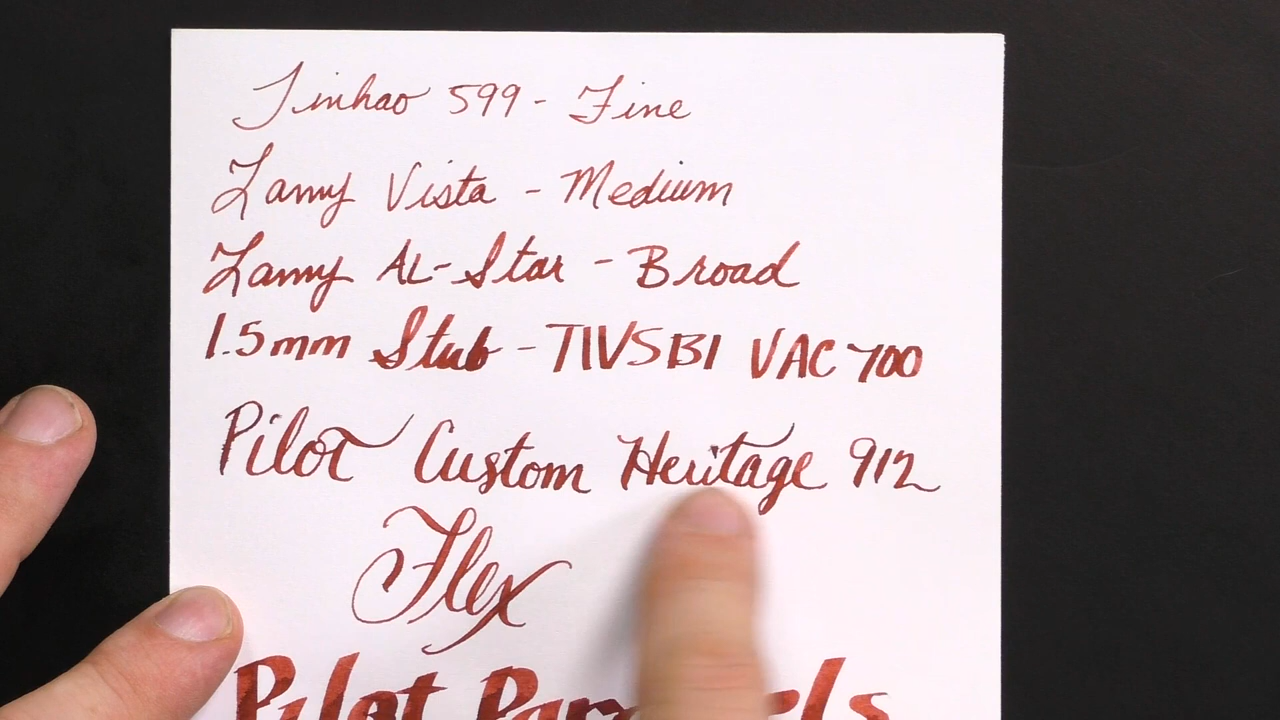 Jinhao 599 - Fine
Lamy Vista - Medium
Lamy AL-Star - Broad
1.5mm Stub - TWSBI VAC 700
Pilot Custom Heritage 912
Flex
Pilot